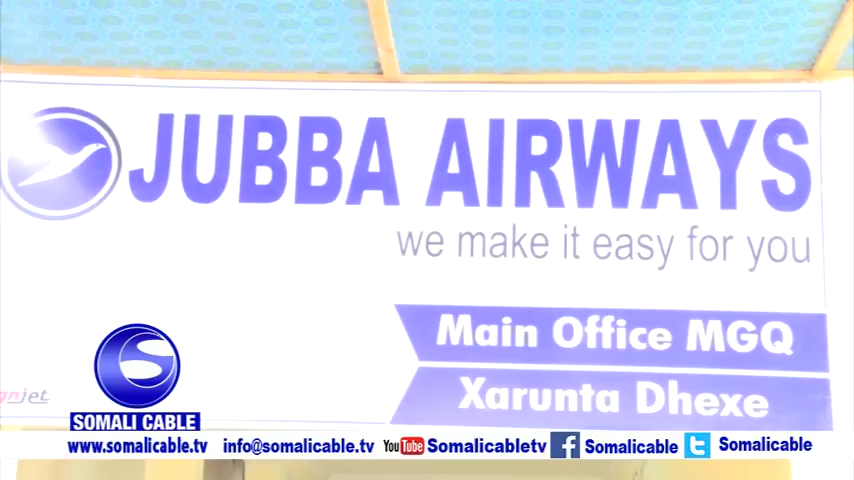 JUBBA AIRWAYS
we make it easy for you
Main Office MGQ
Xarunta Dhexe
SOMALI CABLE
www.somalicable.tv info@somalicable.tv YouTube Somalicabletv f Somalicable t Somalicable